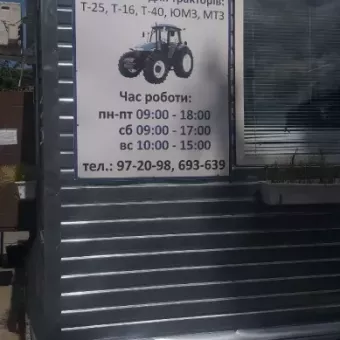 для тракторів:
Т-25, Т-16, Т-40, ЮМЗ, МТЗ
Час роботи:
пн-пт 09:00 - 18:00
сб 09:00 - 17:00
вс 10:00 - 15:00
тел.: 97-20-98, 693-639